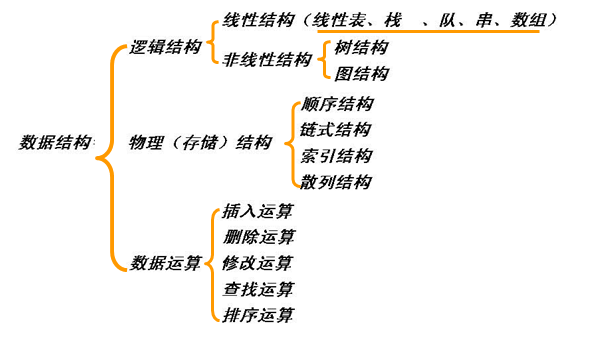 线性结构（线性表、栈 、队、串、数组）
逻辑结构
非线性结构
树结构
图结构
数据结构:
物理（存储）结构
顺序结构
链式结构
索引结构
散列结构
数据运算
插入运算
删除运算
修改运算
查找运算
排序运算